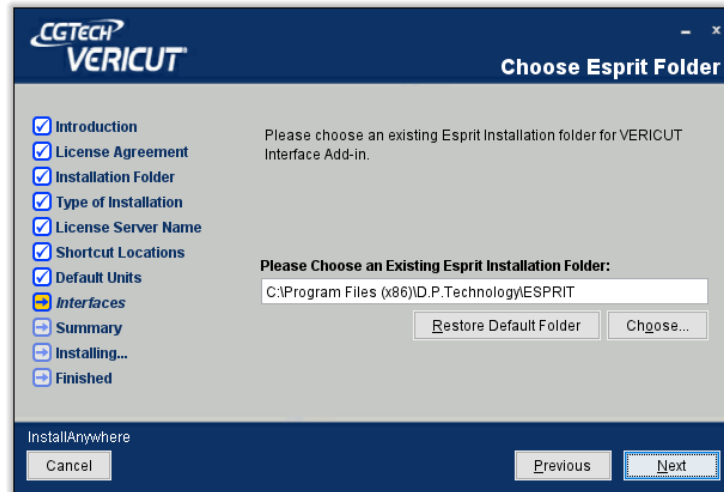 CGTECH
VERICUT
Choose Esprit Folder
Introduction
License Agreement
Installation Folder
Type of Installation
License Server Name
Shortcut Locations
Default Units
Interfaces
Summary
Installing...
Finished
Please choose an existing Esprit Installation folder for VERICUT
Interface Add-in.
Please Choose an Existing Esprit Installation Folder:
C:\Program Files (x86)\D.P.Technology\ESPRIT
Restore Default Folder
Choose...
InstallAnywhere
Cancel
Previous
Next